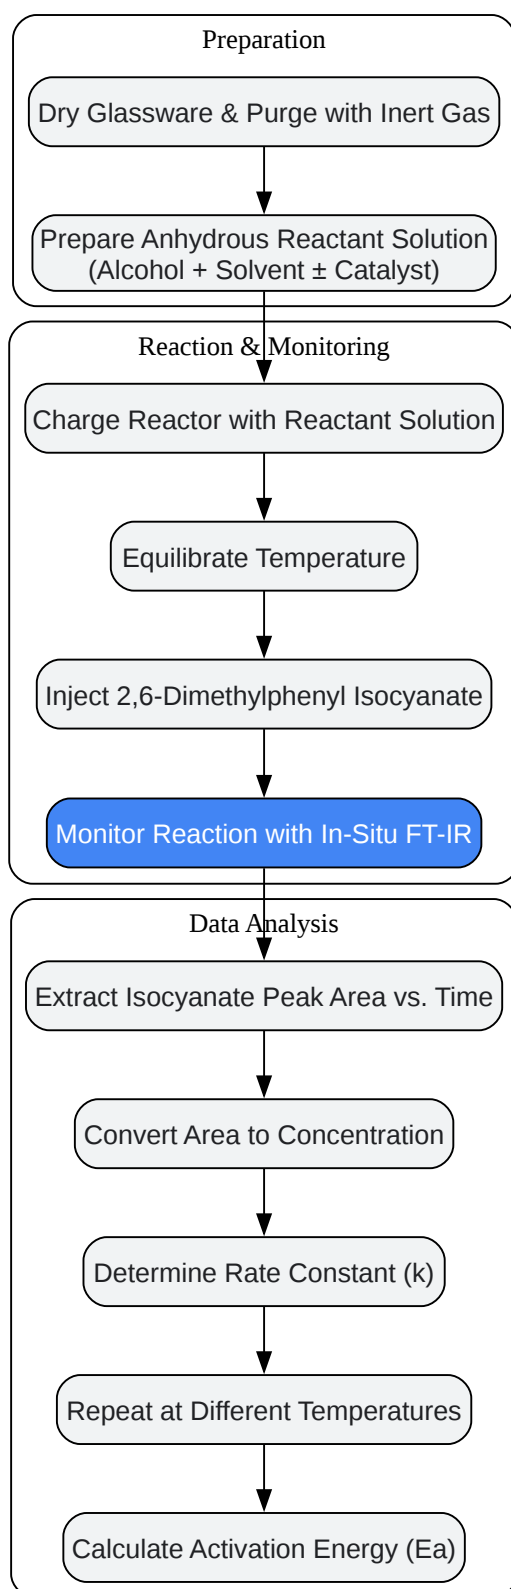 Preparation
Dry Glassware & Purge with Inert Gas
Prepare Anhydrous Reactant Solution
(Alcohol + Solvent ± Catalyst)
Reaction & Monitoring
Charge Reactor with Reactant Solution
Equilibrate Temperature
Inject 2,6-Dimethylphenyl Isocyanate
Monitor Reaction with In-Situ FT-IR
Data Analysis
Extract Isocyanate Peak Area vs. Time
Convert Area to Concentration
Determine Rate Constant (k)
Repeat at Different Temperatures
Calculate Activation Energy (Ea)